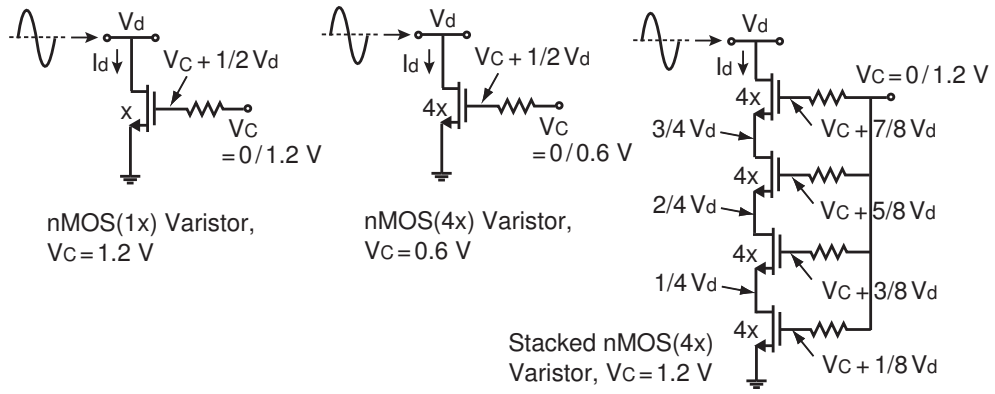 Vd
Id
VC + 1/2 Vd
x
VC
= 0/1.2 V
nMOS(1x) Varistor,
VC = 1.2 V
Vd
Id
VC + 1/2 Vd
4x
VC
= 0/0.6 V
nMOS(4x) Varistor,
VC = 0.6 V
Vd
Id
VC = 0/1.2 V
4x
VC + 7/8 Vd
3/4 Vd
4x
VC + 5/8 Vd
2/4 Vd
4x
VC + 3/8 Vd
1/4 Vd
4x
VC + 1/8 Vd
Stacked nMOS(4x)
Varistor, VC = 1.2 V